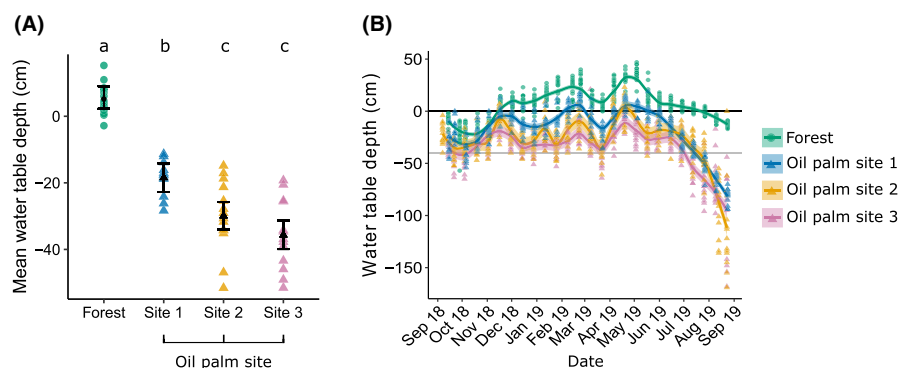 (A)
a b c c
Mean water table depth (cm)
0
−20
−40
Forest Site 1 Site 2 Site 3
Oil palm site
(B)
Water table depth (cm)
50
0
−50
−100
−150
Sep 18 Oct 18 Nov 18 Dec 18 Jan 19 Feb 19 Mar 19 Apr 19 May 19 Jun 19 Jul 19 Aug 19 Sep 19
Date
Forest
Oil palm site 1
Oil palm site 2
Oil palm site 3